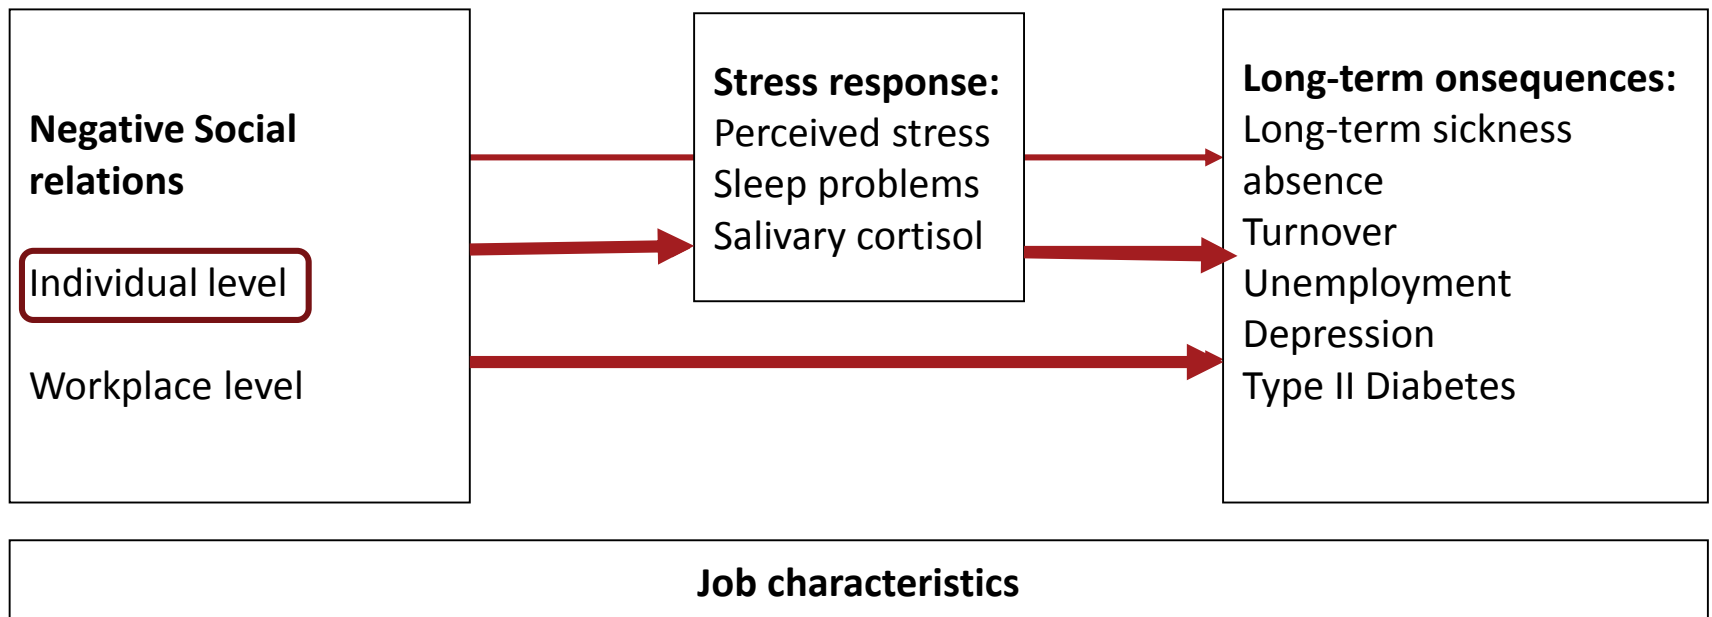 Negative Social
relations
Individual level
Workplace level
Stress response:
Perceived stress
Sleep problems
Salivary cortisol
Long-term onsequences:
Long-term sickness
absence
Turnover
Unemployment
Depression
Type II Diabetes
Job characteristics